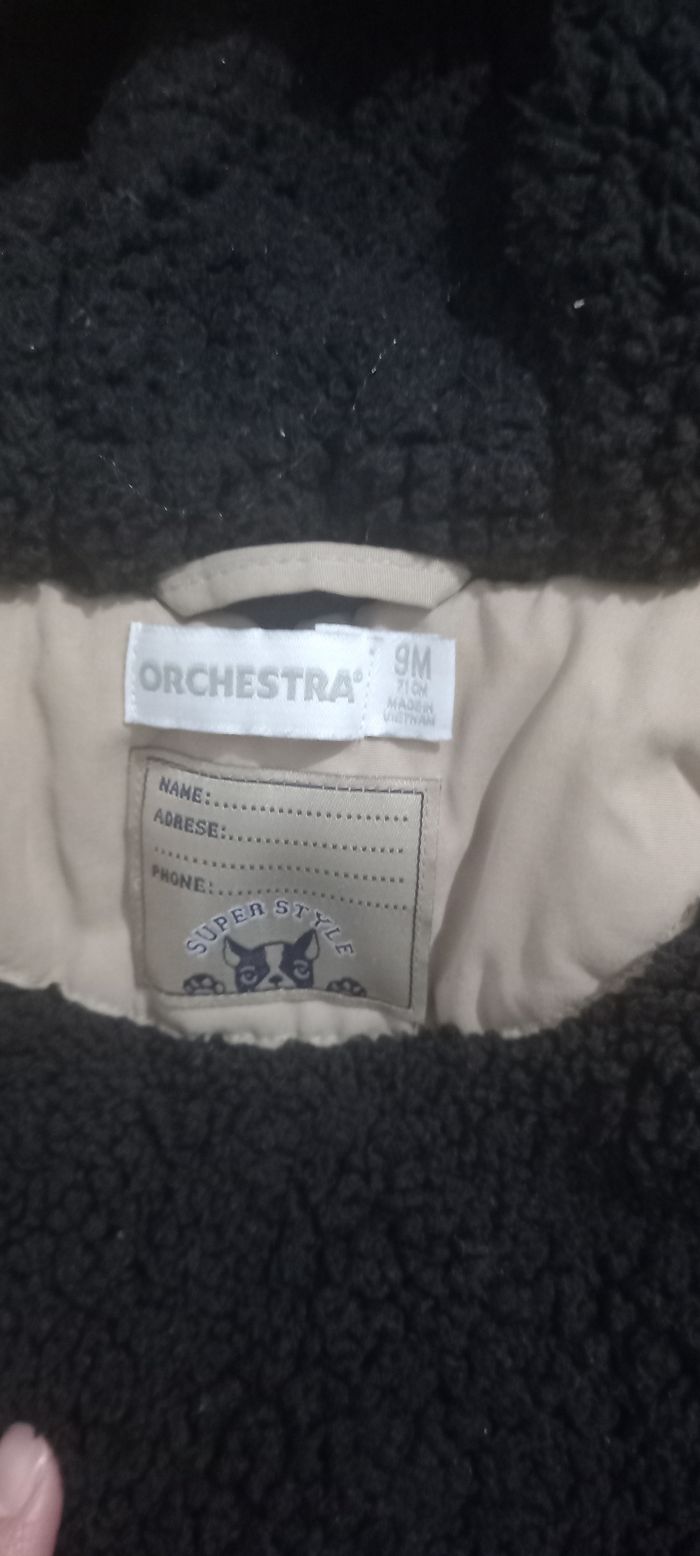 ORCHESTRA®
9M
71CM
MADE IN
VIETNAM
NAME:......................
ADRESE:....................
..............................
PHONE:......................
SUPER STYLE